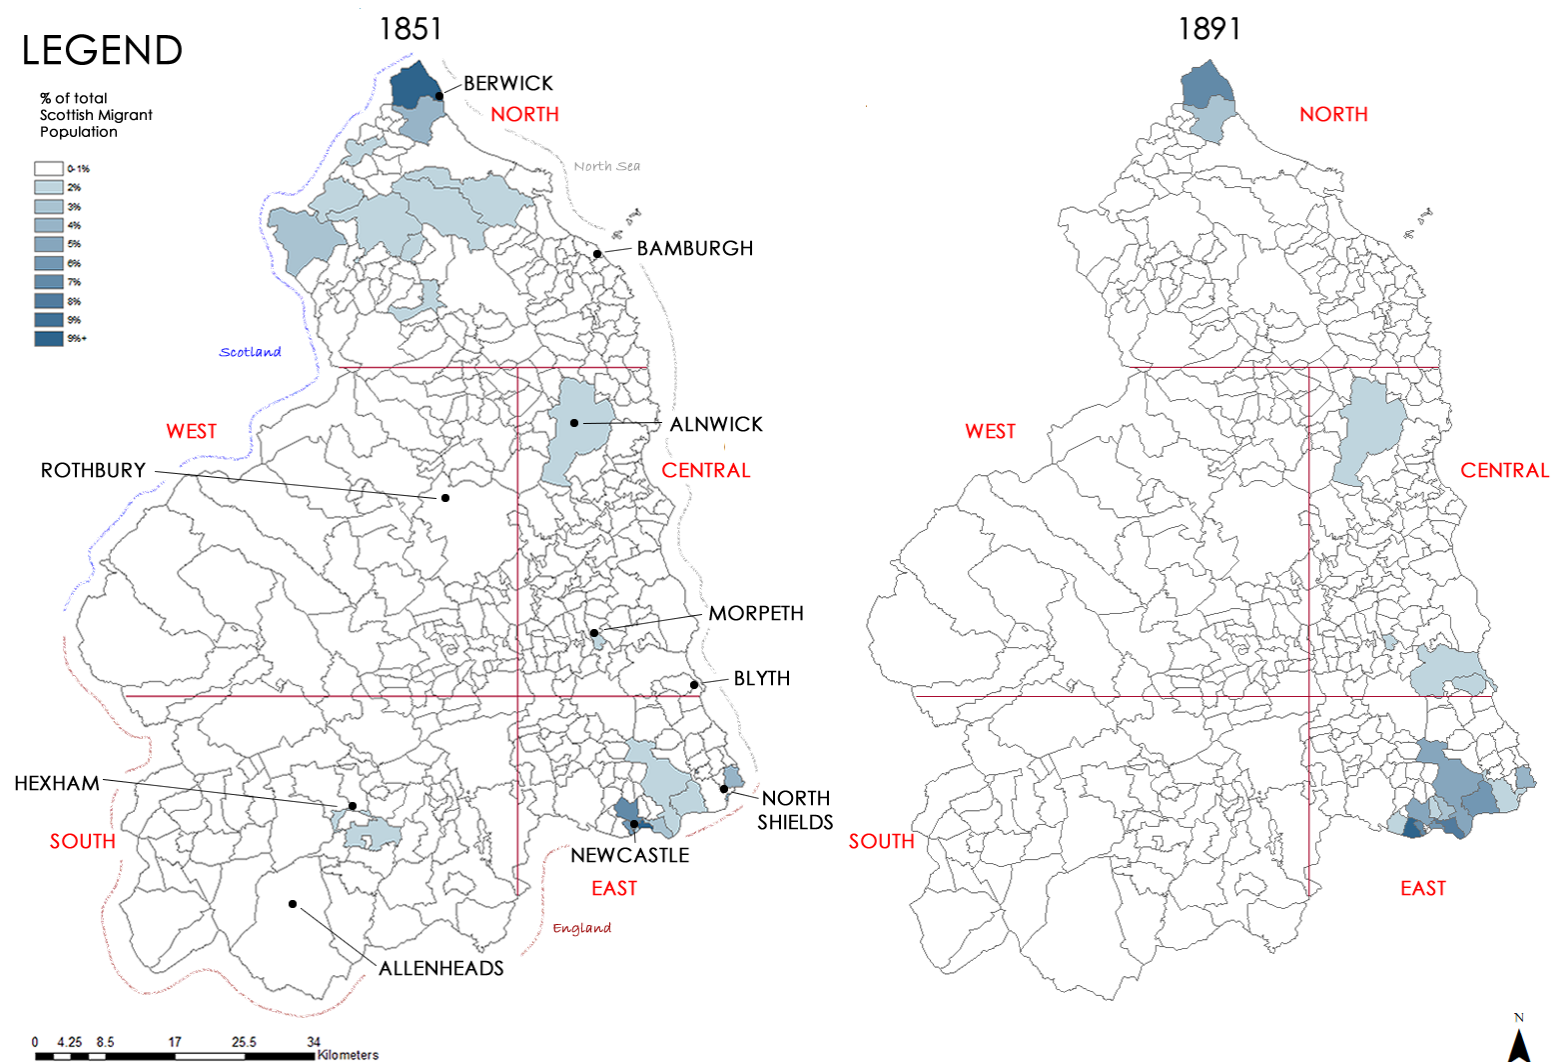 1851
1891
LEGEND
% of total
Scottish Migrant
Population
0-1%
2%
3%
4%
5%
6%
7%
8%
9%
9%+
BERWICK
NORTH
North Sea
BAMBURGH
Scotland
WEST
ALNWICK
ROTHBURY
CENTRAL
MORPETH
BLYTH
HEXHAM
NORTH
SHIELDS
SOUTH
NEWCASTLE
EAST
England
ALLENHEADS
0 4.25 8.5 17 25.5 34
Kilometers
NORTH
WEST
CENTRAL
SOUTH
EAST
N